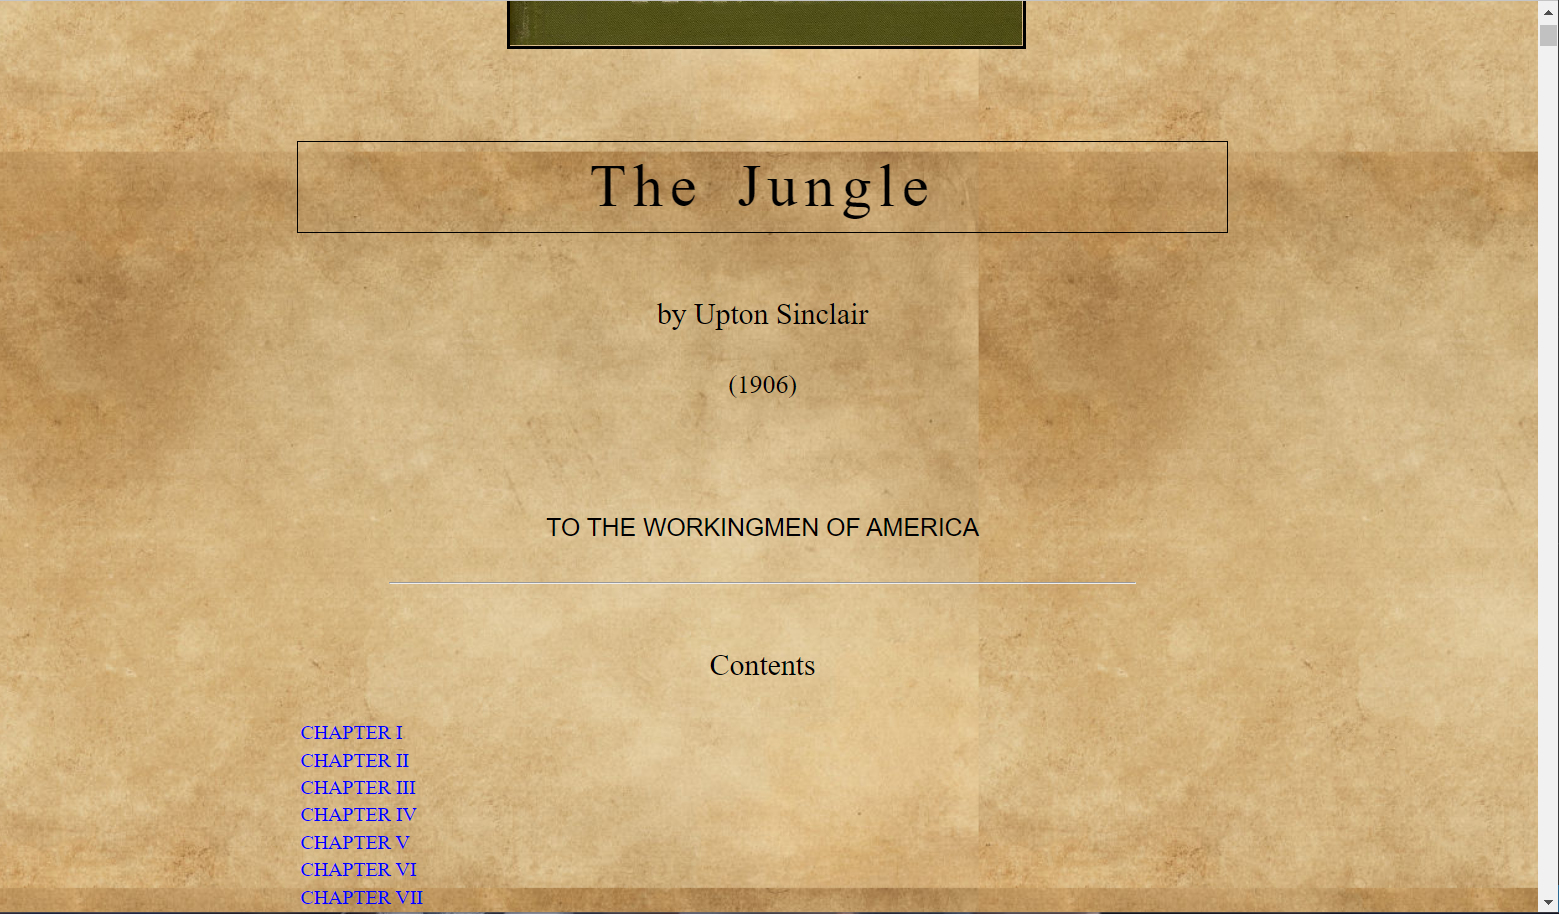 The Jungle
by Upton Sinclair
(1906)
TO THE WORKINGMEN OF AMERICA
Contents
CHAPTER I
CHAPTER II
CHAPTER III
CHAPTER IV
CHAPTER V
CHAPTER VI
CHAPTER VII